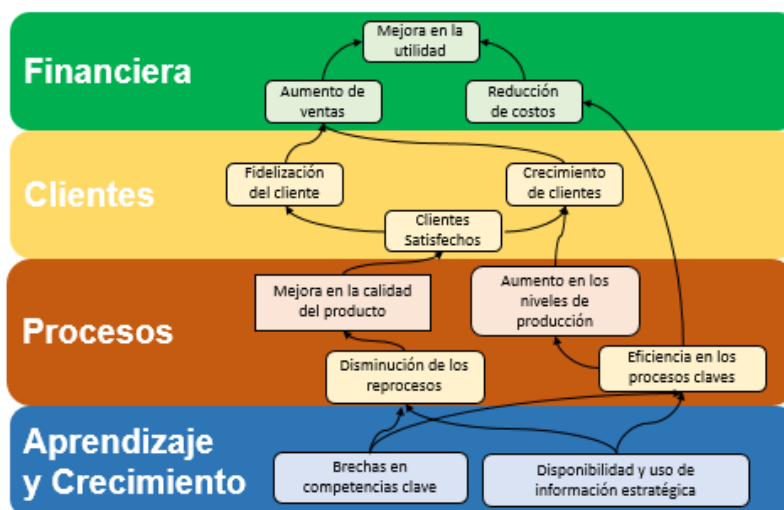 Financiera
Mejora en la
utilidad
Aumento de
ventas
Reducción
de costos
Clientes
Fidelización
del cliente
Crecimiento
de clientes
Clientes
Satisfechos
Procesos
Mejora en la calidad
del producto
Aumento en los
niveles de
producción
Disminución de los
reprocesos
Eficiencia en los
procesos claves
Aprendizaje
y Crecimiento
Brechas en
competencias clave
Disponibilidad y uso de
información estratégica